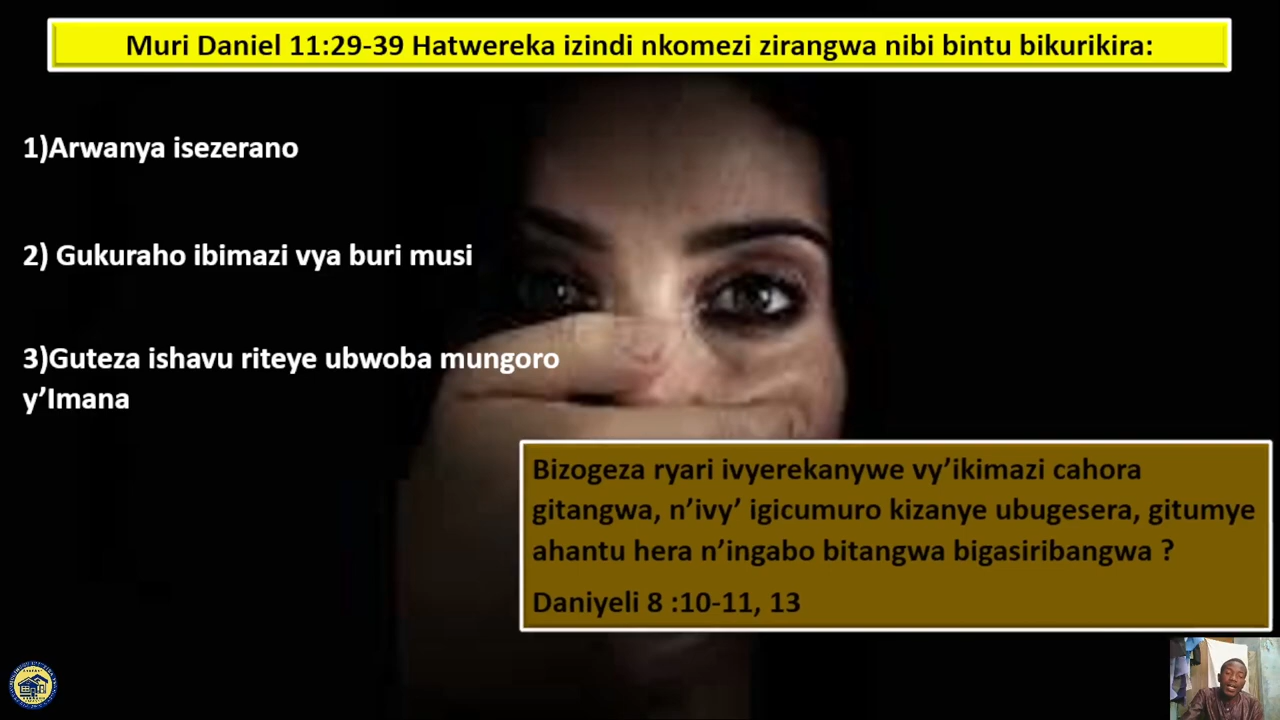 Muri Daniel 11:29-39 Hatwereka izindi nkomezi zirangwa nibi bintu bikurikira:
1)Arwanya isezerano
2) Gukuraho ibimazi vya buri musi
3)Guteza ishavu riteye ubwoba mungoro
y’Imana
Bizogeza ryari ivyerekanywe vy’ikimazi cahora
gitangwa, n’ivy’ igicumuro kizanye ubugesera, gitumye
ahantu hera n’ingabo bitangwa bigasiribangwa ?
Daniyeli 8 :10-11, 13